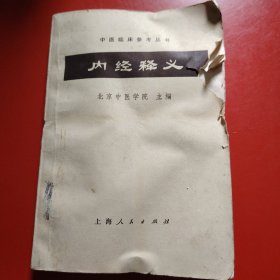 中医临床参考丛书
内经释义
北京中医学院 主编
上海人民出版社